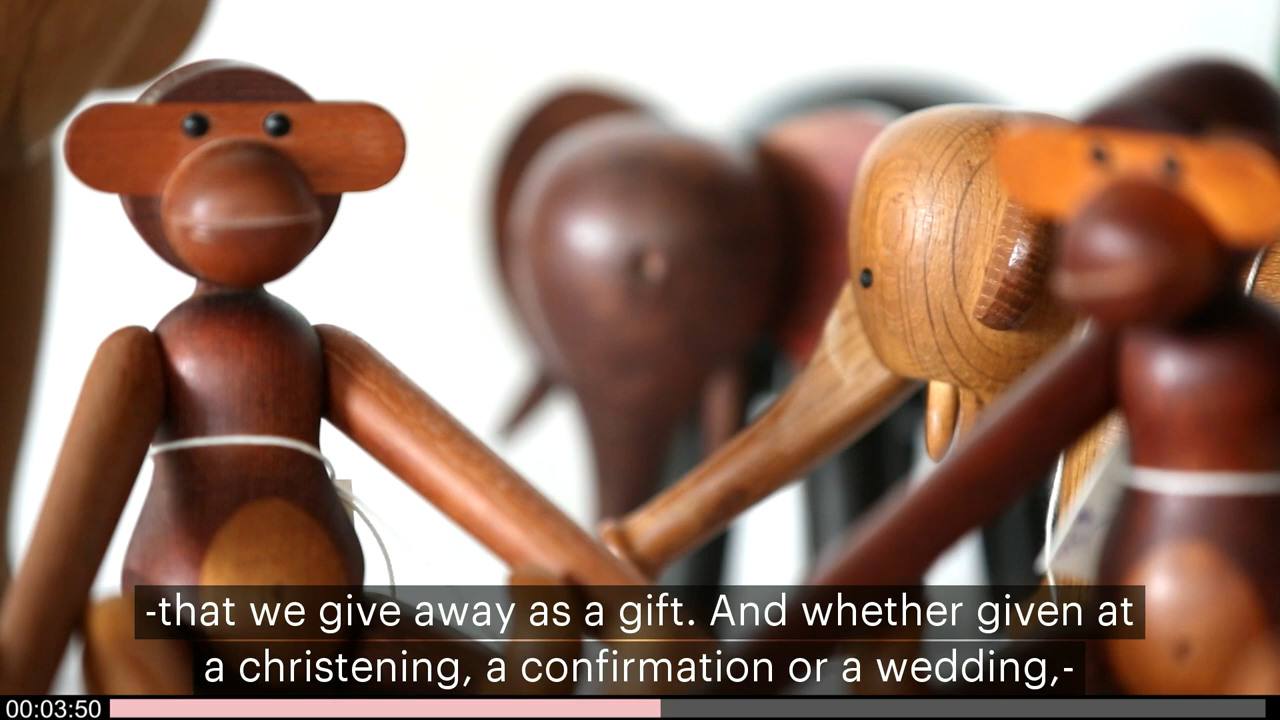 -that we give away as a gift. And whether given at
a christening, a confirmation or a wedding,-
00:03:50